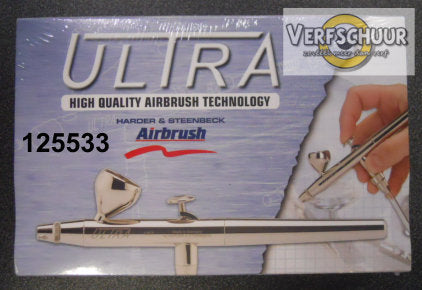 ULTRA
HIGH QUALITY AIRBRUSH TECHNOLOGY
HARDER & STEENBECK
Airbrush
125533
VERFSCHUUR
ULTRA